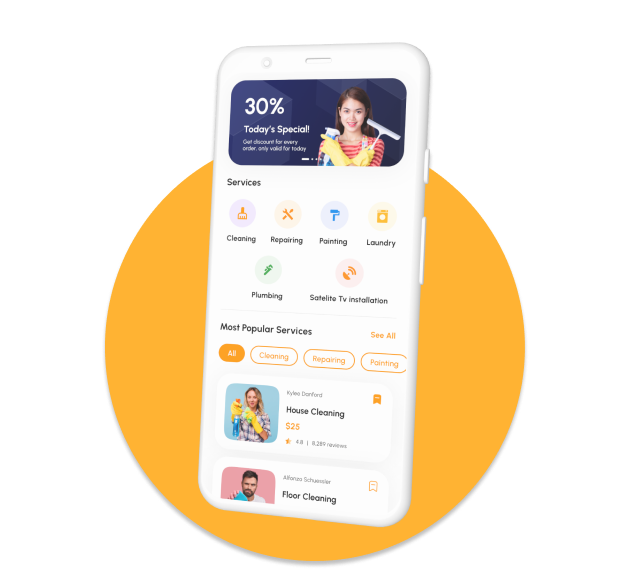 30%
Today's Special!
Get discount for every
order, only valid for today
Services
Cleaning Repairing Painting Laundry
Plumbing Satelite Tv installation
Most Popular Services See All
All Cleaning Repairing Painting
Kylee Danford
House Cleaning
$25
4.8 | 8,289 reviews
Alfonzo Schuessler
Floor Cleaning